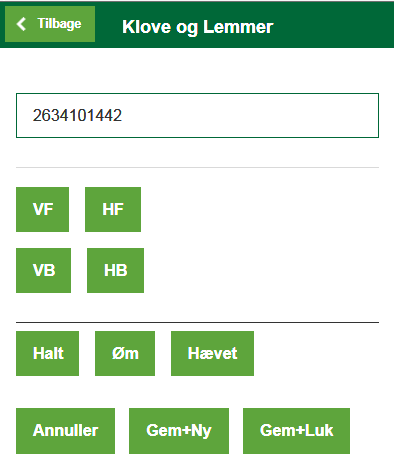 Tilbage
Klove og Lemmer
2634101442
VF HF
VB HB
Halt Øm Hævet
Annuller Gem+Ny Gem+Luk